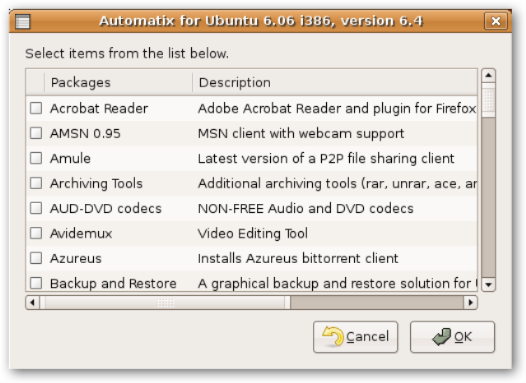 Automatix for Ubuntu 6.06 i386, version 6.4
Select items from the list below.
Packages Description
Acrobat Reader Adobe Acrobat Reader and plugin for Firefox
AMSN 0.95 MSN client with webcam support
Amule Latest version of a P2P file sharing client
Archiving Tools Additional archiving tools (rar, unrar, ace, ar
AUD-DVD codecs NON-FREE Audio and DVD codecs
Avidemux Video Editing Tool
Azureus Installs Azureus bittorrent client
Backup and Restore A graphical backup and restore solution for
Cancel OK